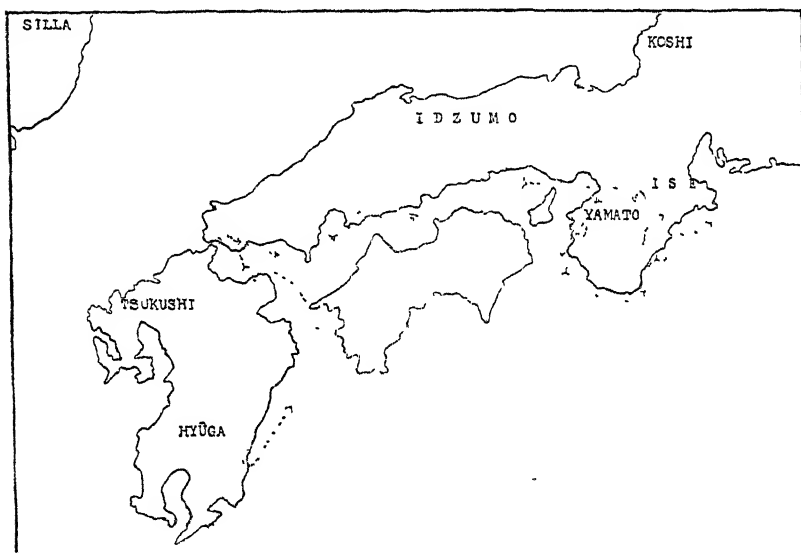 SILLA
KOSHI
IDZUMO
ISE
YAMATO
TSUKUSHI
HYŪGA